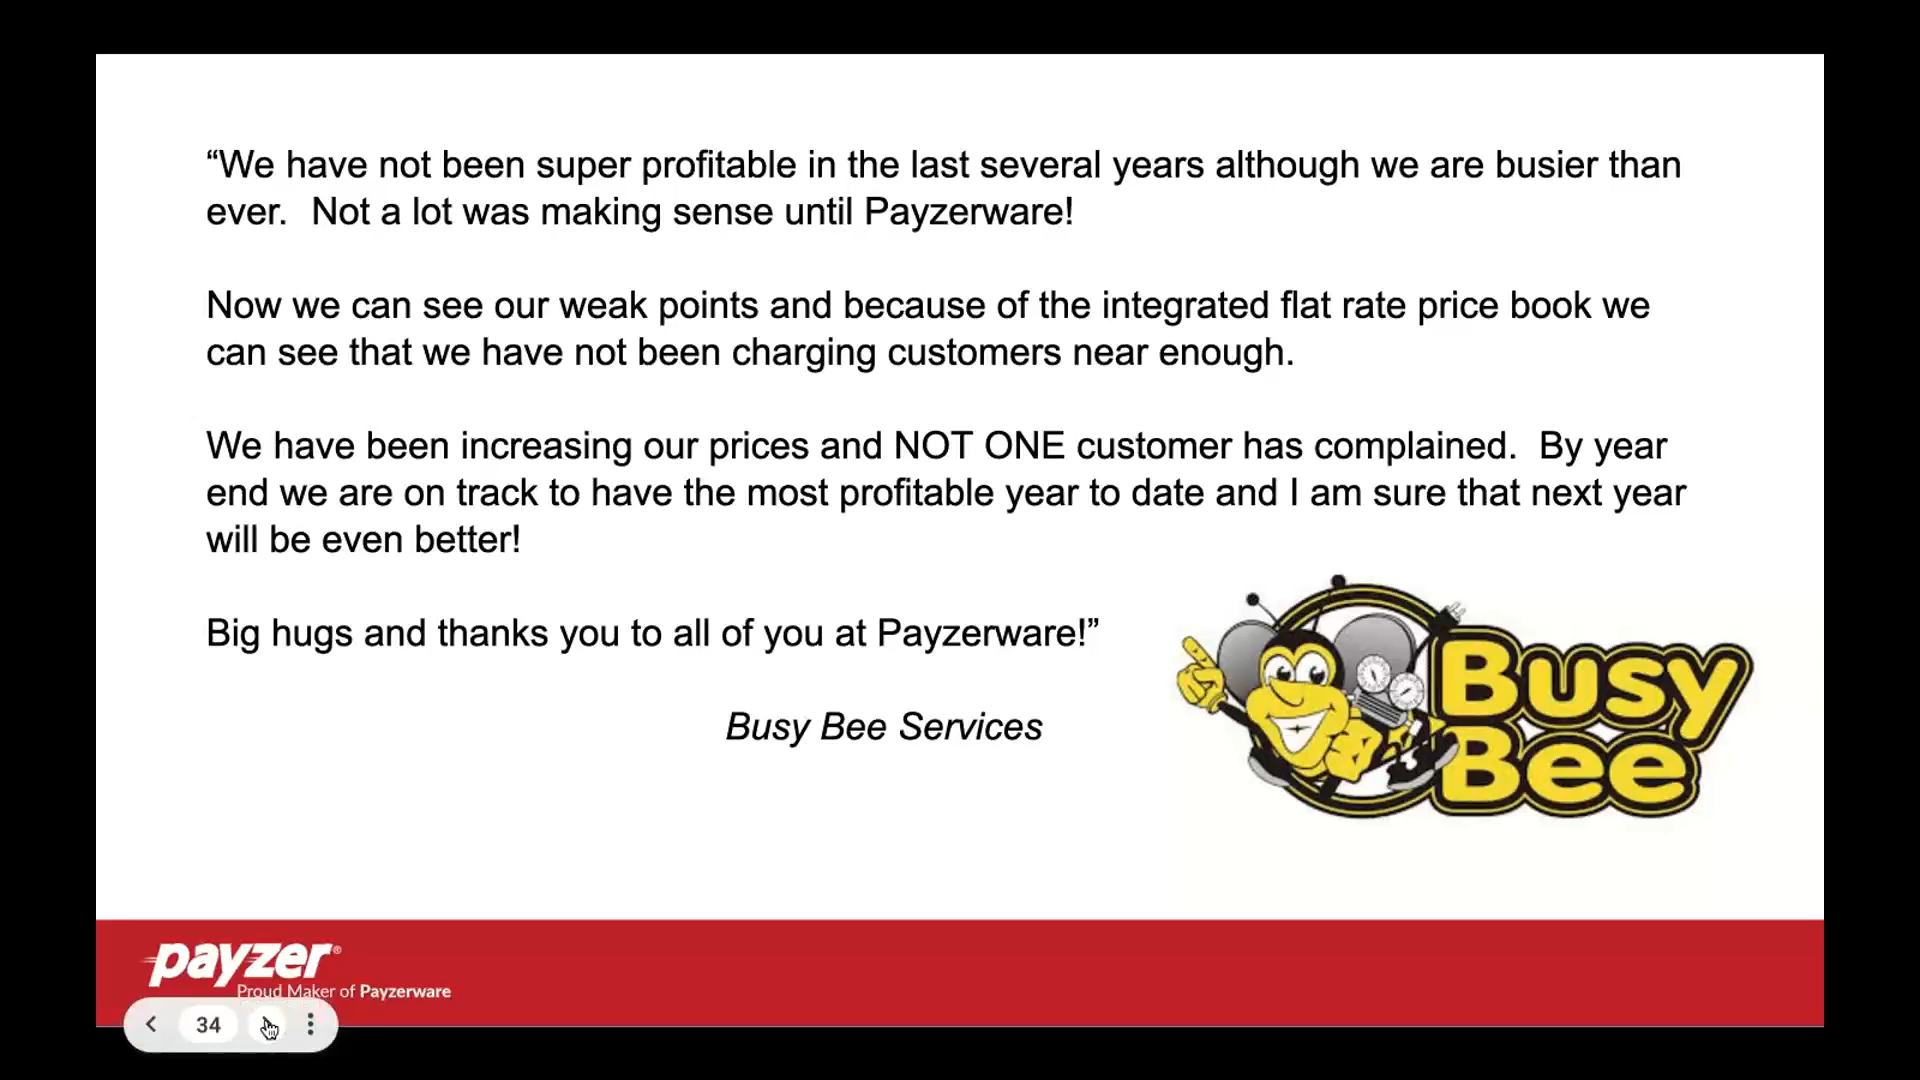 “We have not been super profitable in the last several years although we are busier than
ever.  Not a lot was making sense until Payzerware!
Now we can see our weak points and because of the integrated flat rate price book we
can see that we have not been charging customers near enough.
We have been increasing our prices and NOT ONE customer has complained.  By year
end we are on track to have the most profitable year to date and I am sure that next year
will be even better!
Big hugs and thanks you to all of you at Payzerware!”
Busy Bee Services
Busy
Bee
payzer®
Proud Maker of Payzerware
34